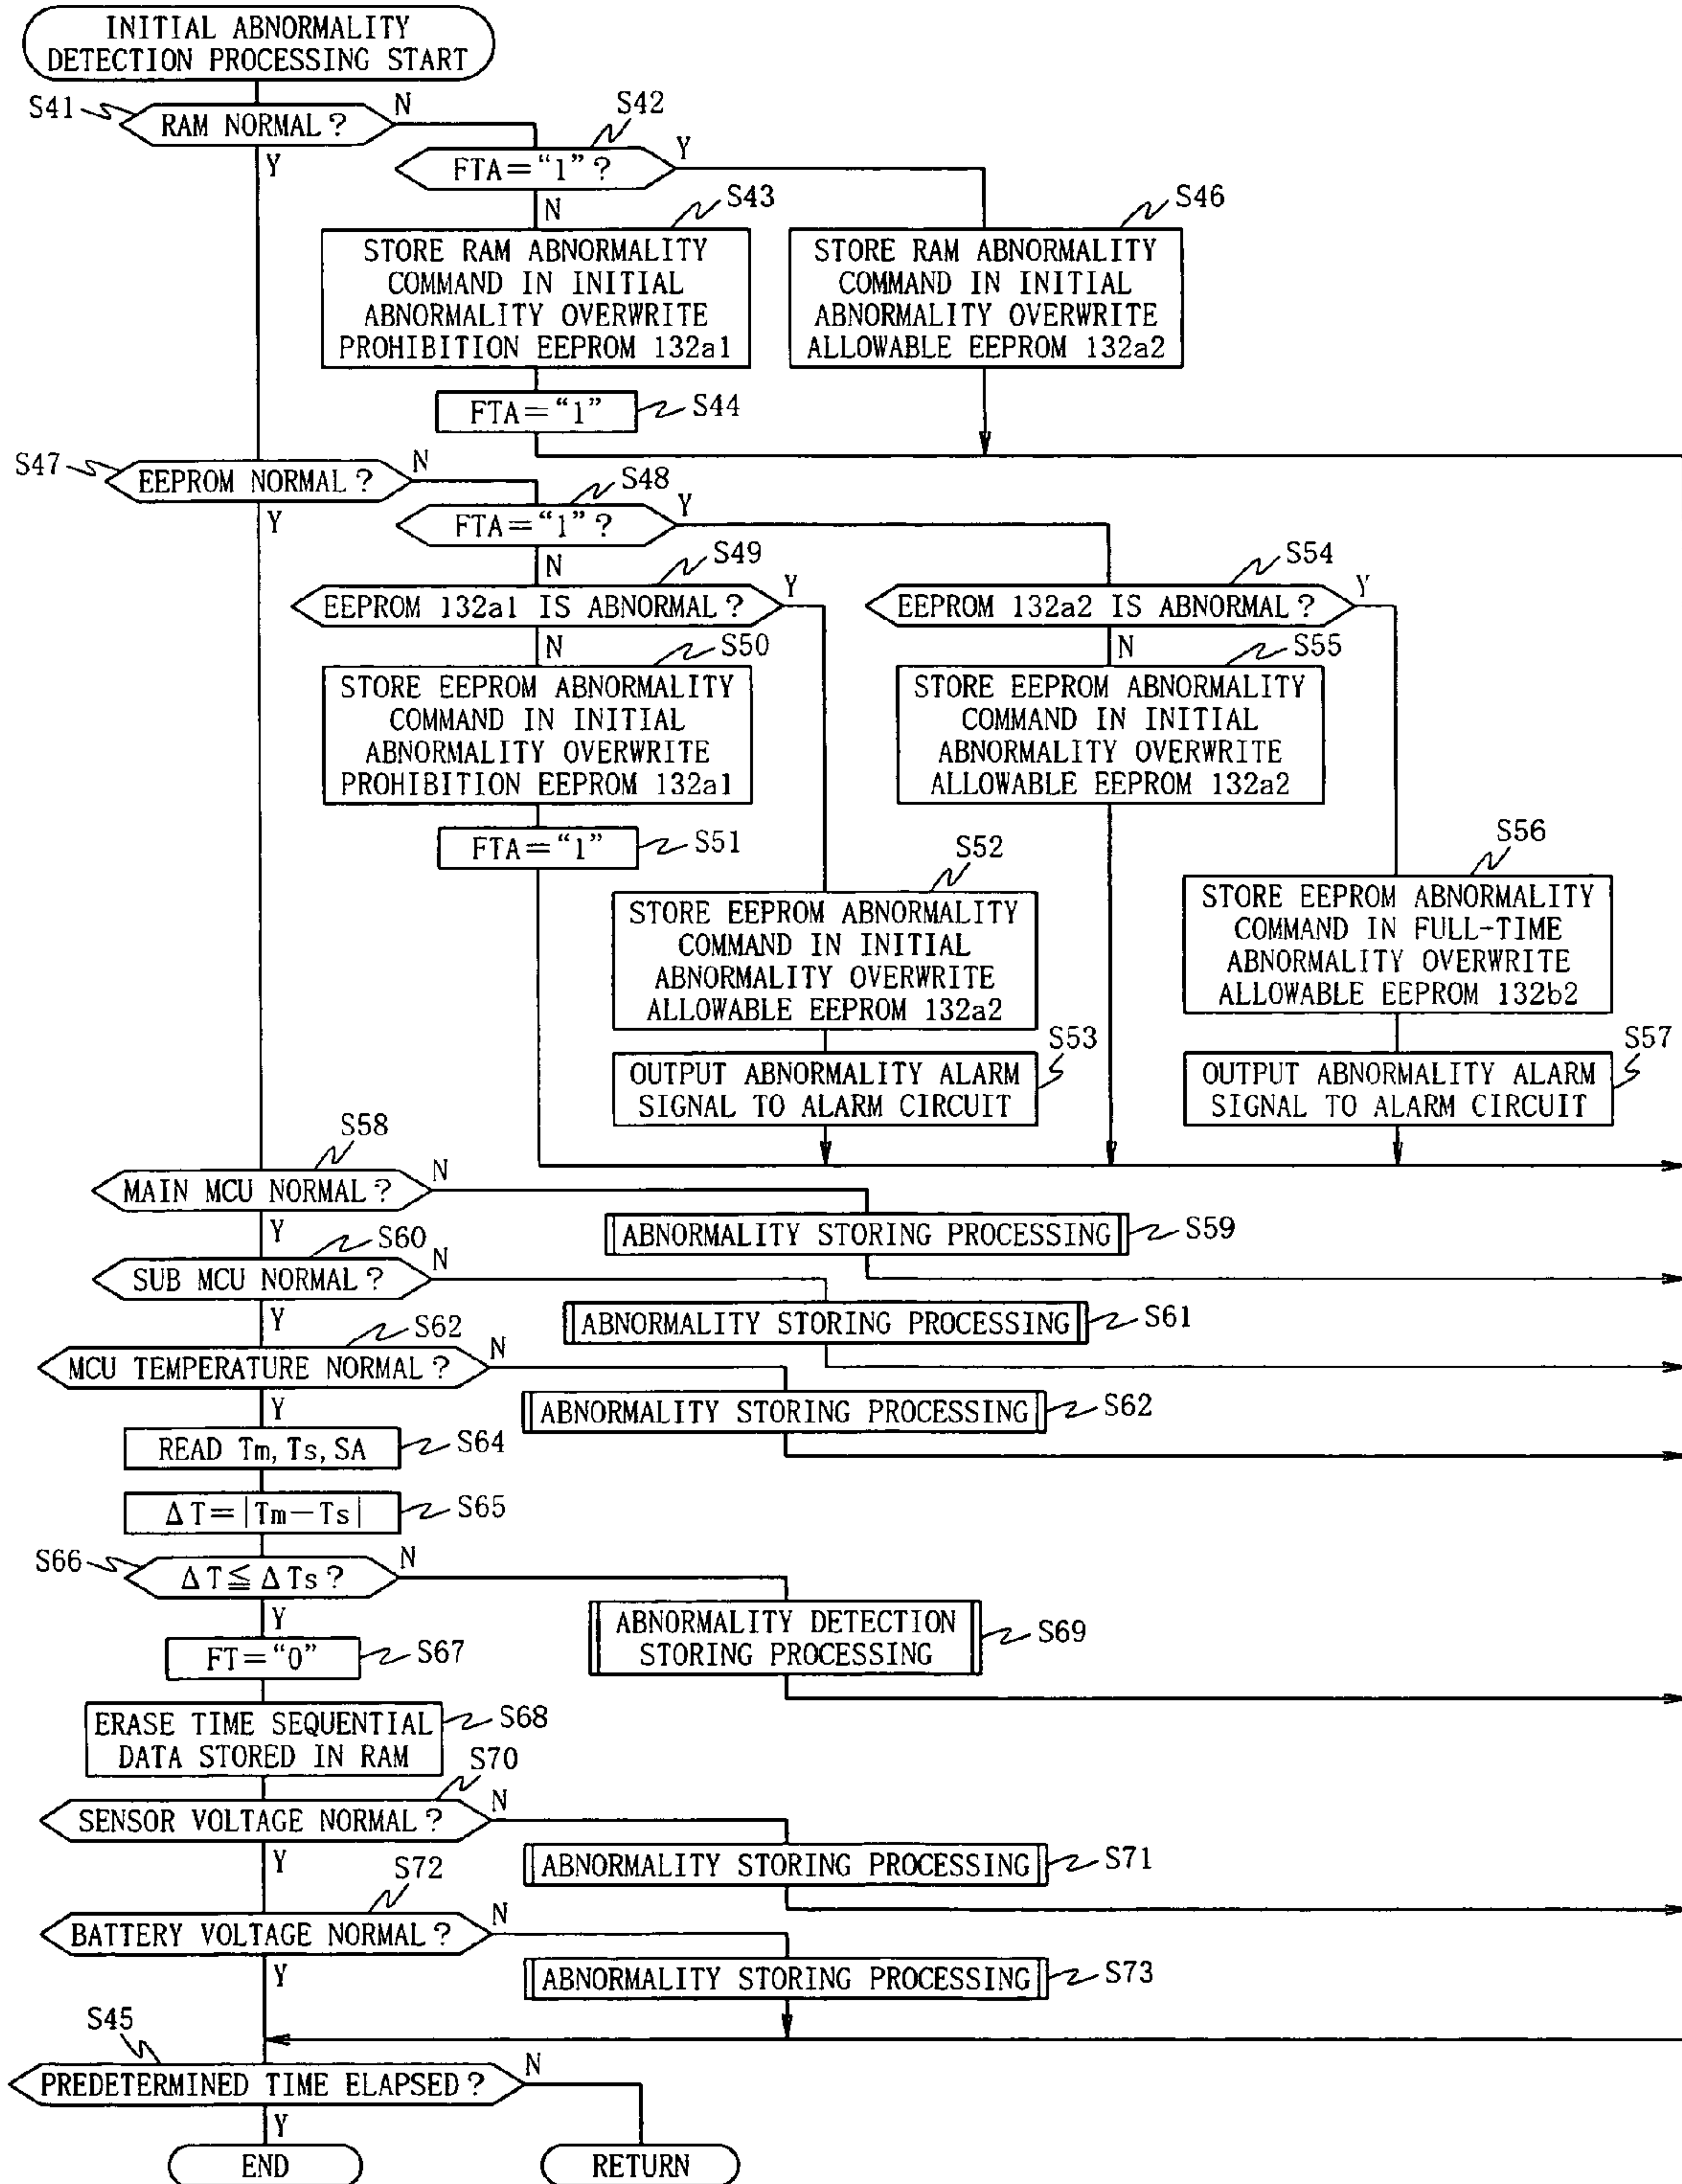 INITIAL ABNORMALITY
DETECTION PROCESSING START
S41
RAM NORMAL?
N
Y
S42
FTA="1"?
Y
N
S43
STORE RAM ABNORMALITY
COMMAND IN INITIAL
ABNORMALITY OVERWRITE
PROHIBITION EEPROM 132a1
S46
STORE RAM ABNORMALITY
COMMAND IN INITIAL
ABNORMALITY OVERWRITE
ALLOWABLE EEPROM 132a2
FTA="1"
S44
S47
EEPROM NORMAL?
N
Y
S48
FTA="1"?
Y
N
S49
EEPROM 132a1 IS ABNORMAL?
Y
N
S54
EEPROM 132a2 IS ABNORMAL?
Y
N
S50
STORE EEPROM ABNORMALITY
COMMAND IN INITIAL
ABNORMALITY OVERWRITE
PROHIBITION EEPROM 132a1
S55
STORE EEPROM ABNORMALITY
COMMAND IN INITIAL
ABNORMALITY OVERWRITE
ALLOWABLE EEPROM 132a2
FTA="1"
S51
S52
STORE EEPROM ABNORMALITY
COMMAND IN INITIAL
ABNORMALITY OVERWRITE
ALLOWABLE EEPROM 132a2
S56
STORE EEPROM ABNORMALITY
COMMAND IN FULL-TIME
ABNORMALITY OVERWRITE
ALLOWABLE EEPROM 132b2
S53
OUTPUT ABNORMALITY ALARM
SIGNAL TO ALARM CIRCUIT
S57
OUTPUT ABNORMALITY ALARM
SIGNAL TO ALARM CIRCUIT
S58
MAIN MCU NORMAL?
N
Y
ABNORMALITY STORING PROCESSING
S59
S60
SUB MCU NORMAL?
N
Y
ABNORMALITY STORING PROCESSING
S61
S62
MCU TEMPERATURE NORMAL?
N
Y
ABNORMALITY STORING PROCESSING
S62
READ Tm, Ts, SA
S64
ΔT=|Tm−Ts|
S65
S66
ΔT≦ΔTs?
N
Y
ABNORMALITY DETECTION
STORING PROCESSING
S69
FT="0"
S67
ERASE TIME SEQUENTIAL
DATA STORED IN RAM
S68
S70
SENSOR VOLTAGE NORMAL?
N
Y
ABNORMALITY STORING PROCESSING
S71
S72
BATTERY VOLTAGE NORMAL?
N
Y
ABNORMALITY STORING PROCESSING
S73
S45
PREDETERMINED TIME ELAPSED?
N
Y
END
RETURN